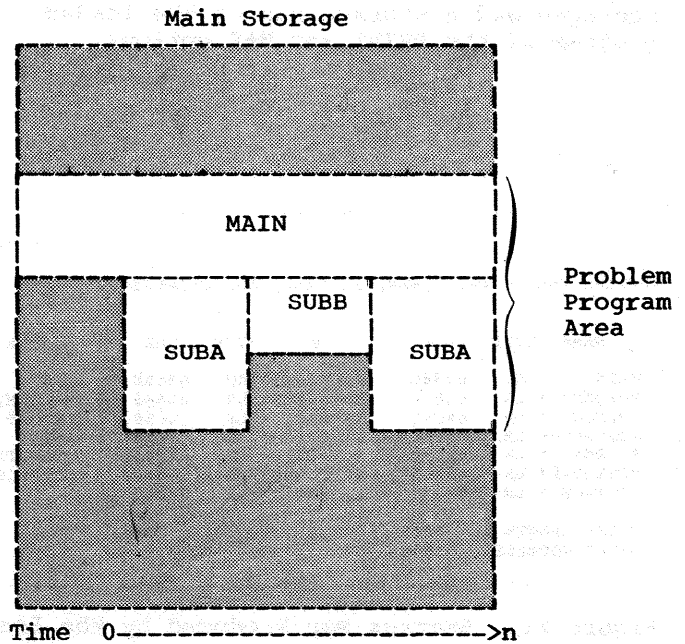 Main Storage
MAIN
SUBB
SUBA
SUBA
Problem
Program
Area
Time 0---------------------->n